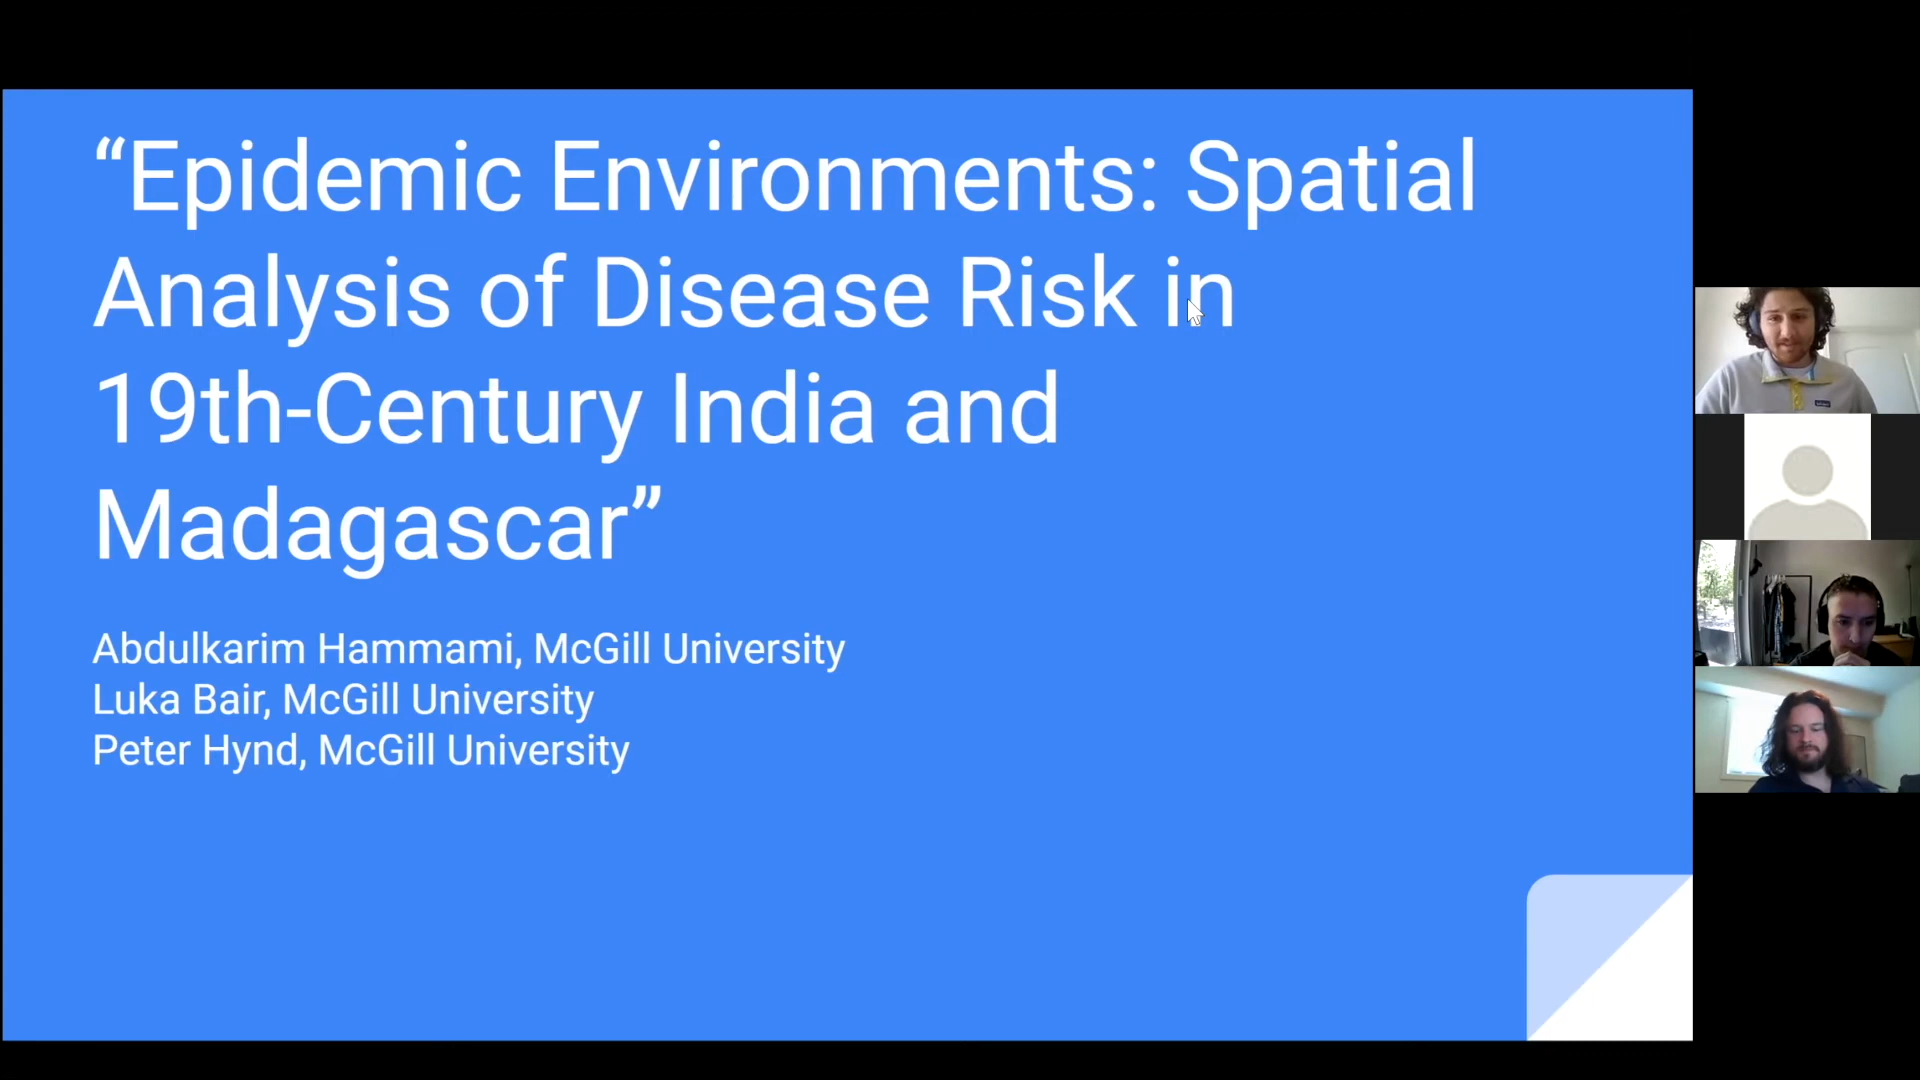 “Epidemic Environments: Spatial
Analysis of Disease Risk in
19th-Century India and
Madagascar”
Abdulkarim Hammami, McGill University
Luka Bair, McGill University
Peter Hynd, McGill University